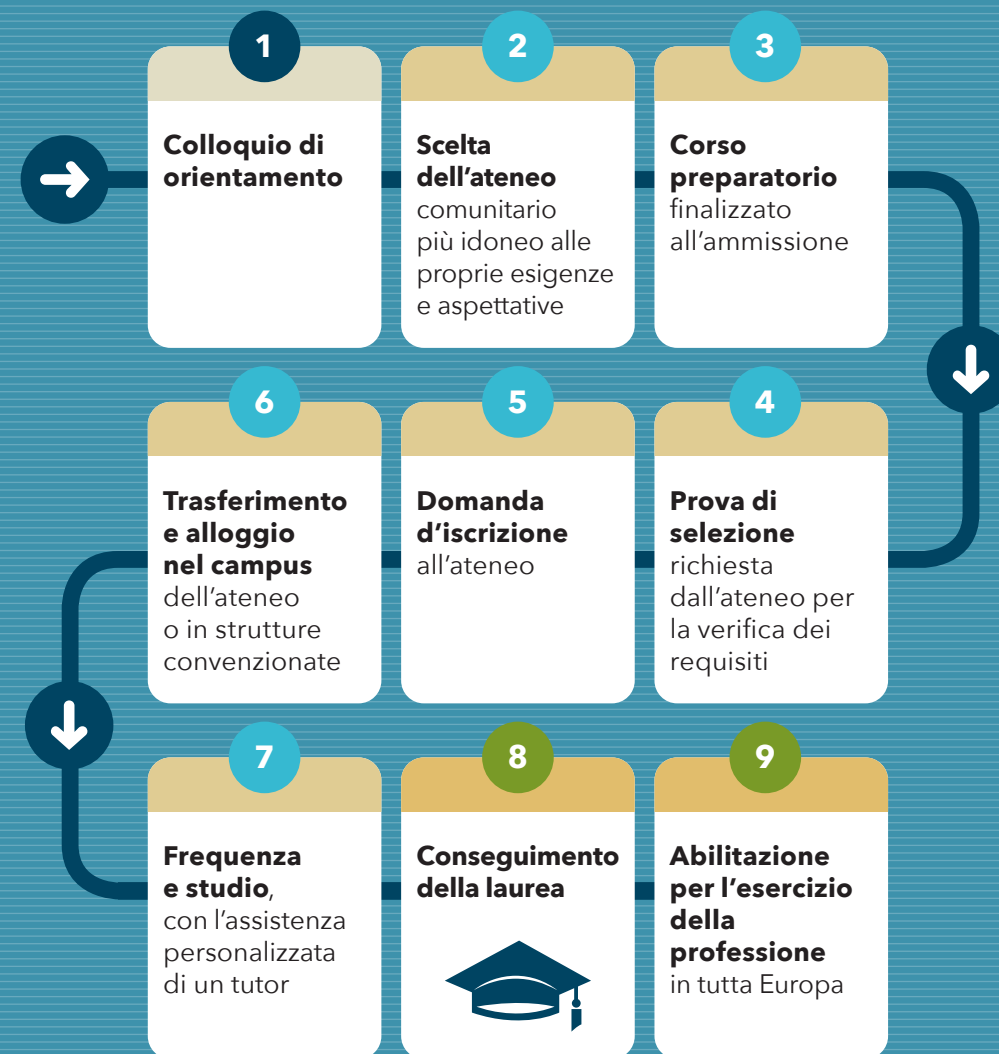 1
Colloquio di
orientamento
2
Scelta
dell’ateneo
comunitario
più idoneo alle
proprie esigenze
e aspettative
3
Corso
preparatorio
finalizzato
all’ammissione
4
Prova di
selezione
richiesta
dall’ateneo per
la verifica dei
requisiti
5
Domanda
d’iscrizione
all’ateneo
6
Trasferimento
e alloggio
nel campus
dell’ateneo
o in strutture
convenzionate
7
Frequenza
e studio,
con l’assistenza
personalizzata
di un tutor
8
Conseguimento
della laurea
9
Abilitazione
per l’esercizio
della
professione
in tutta Europa